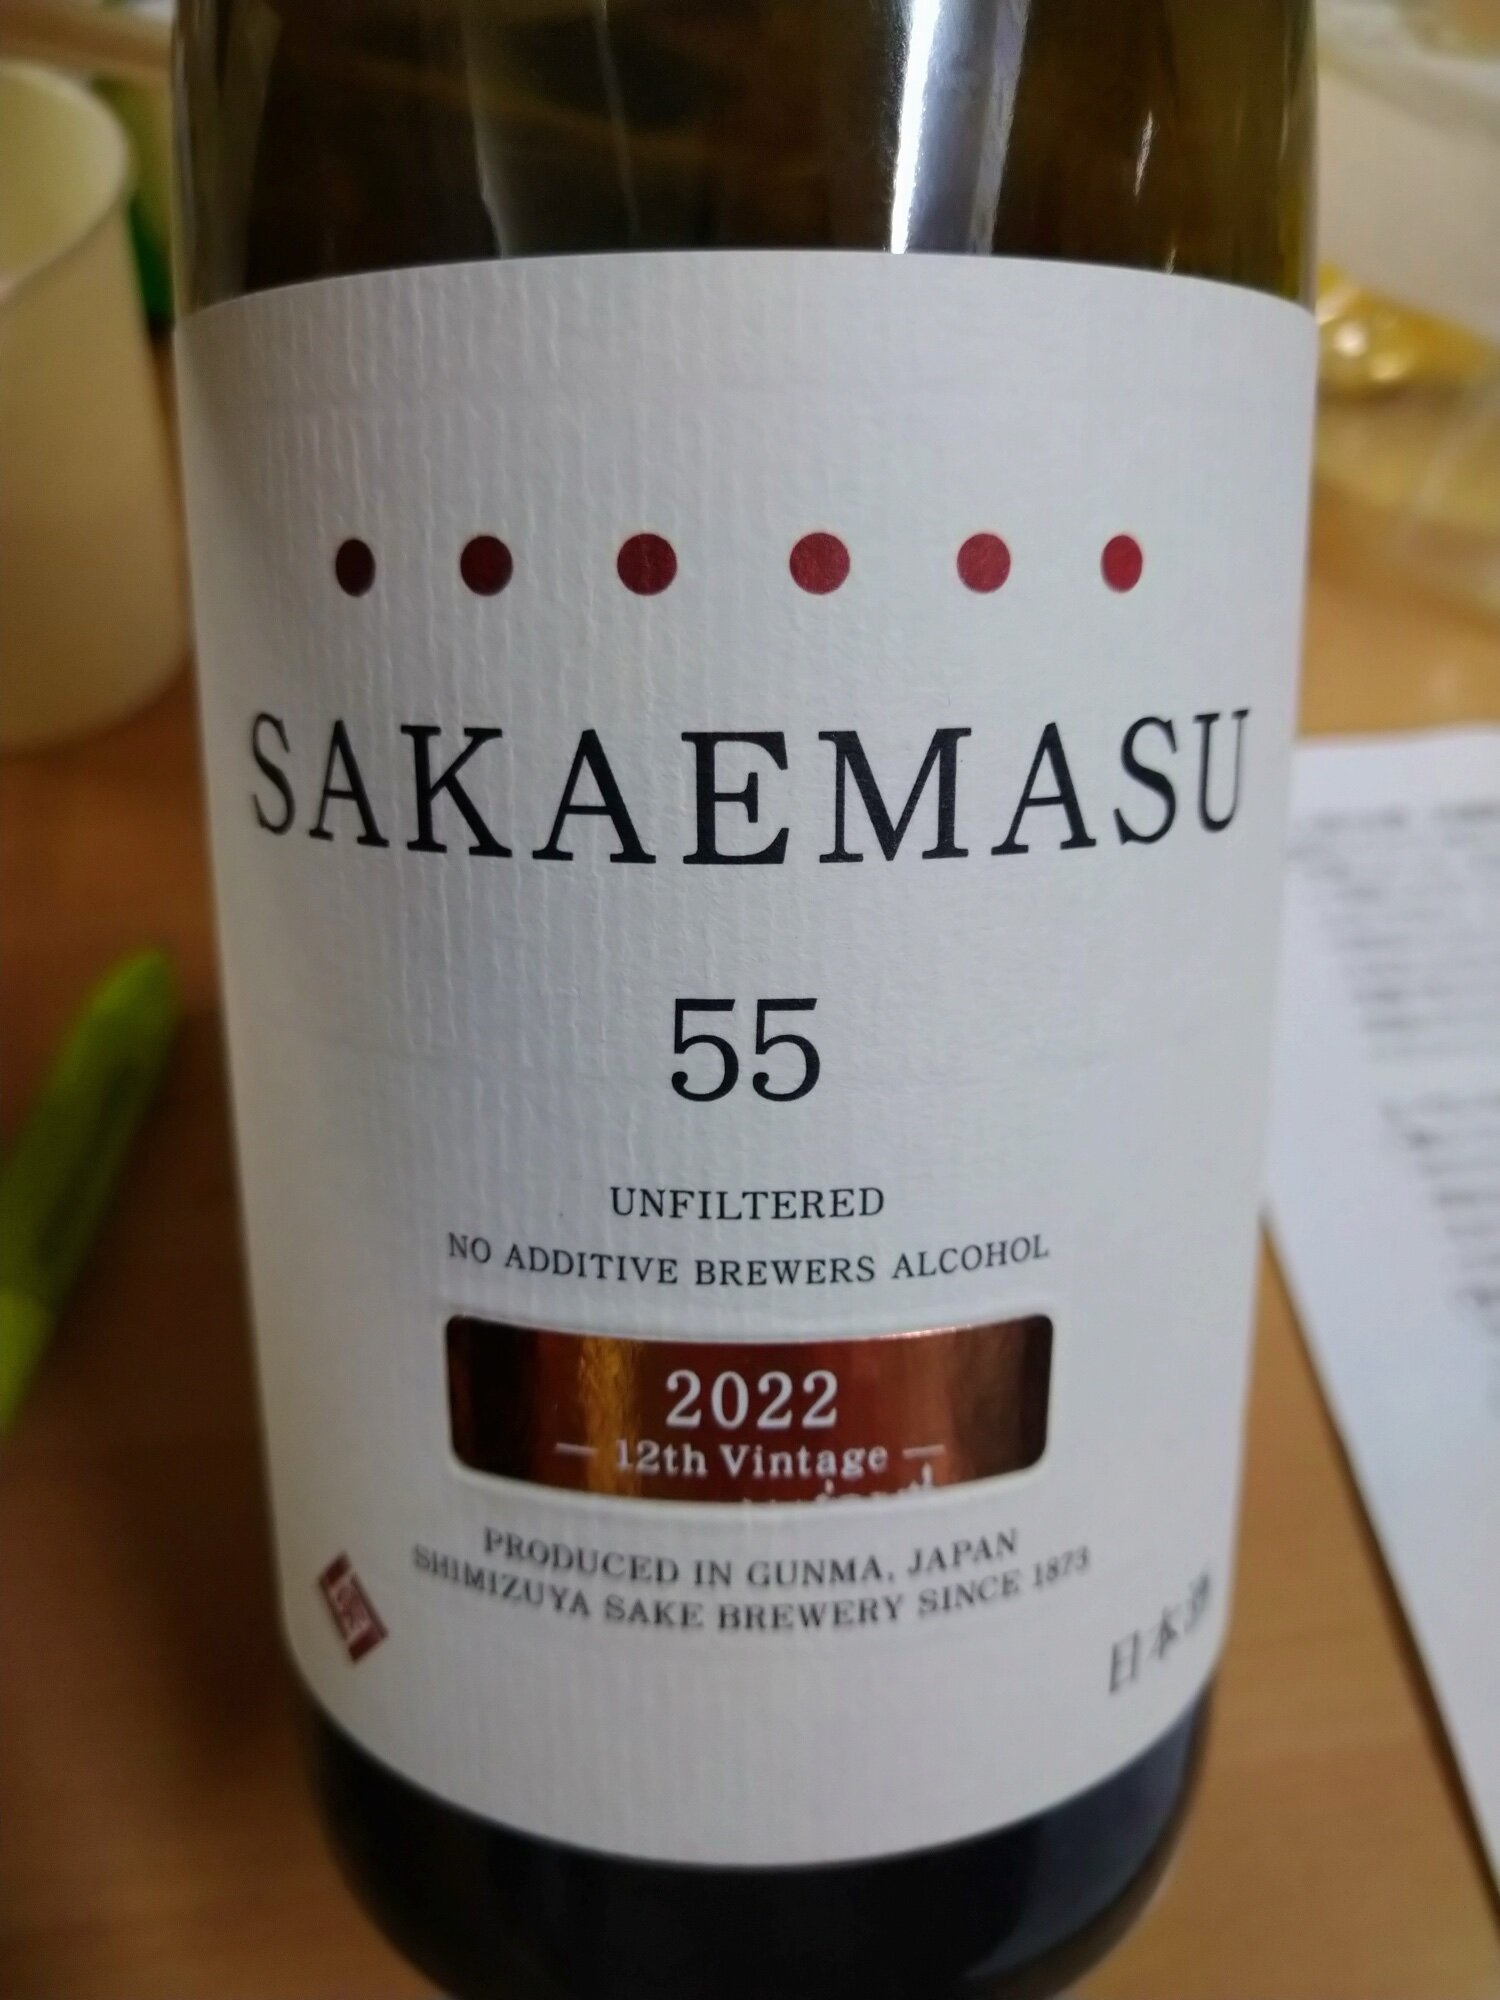 SAKAEMASU
55
UNFILTERED
NO ADDITIVE BREWERS ALCOHOL
2022
— 12th Vintage —
PRODUCED IN GUNMA, JAPAN
SHIMIZUYA SAKE BREWERY SINCE 1873
日本酒